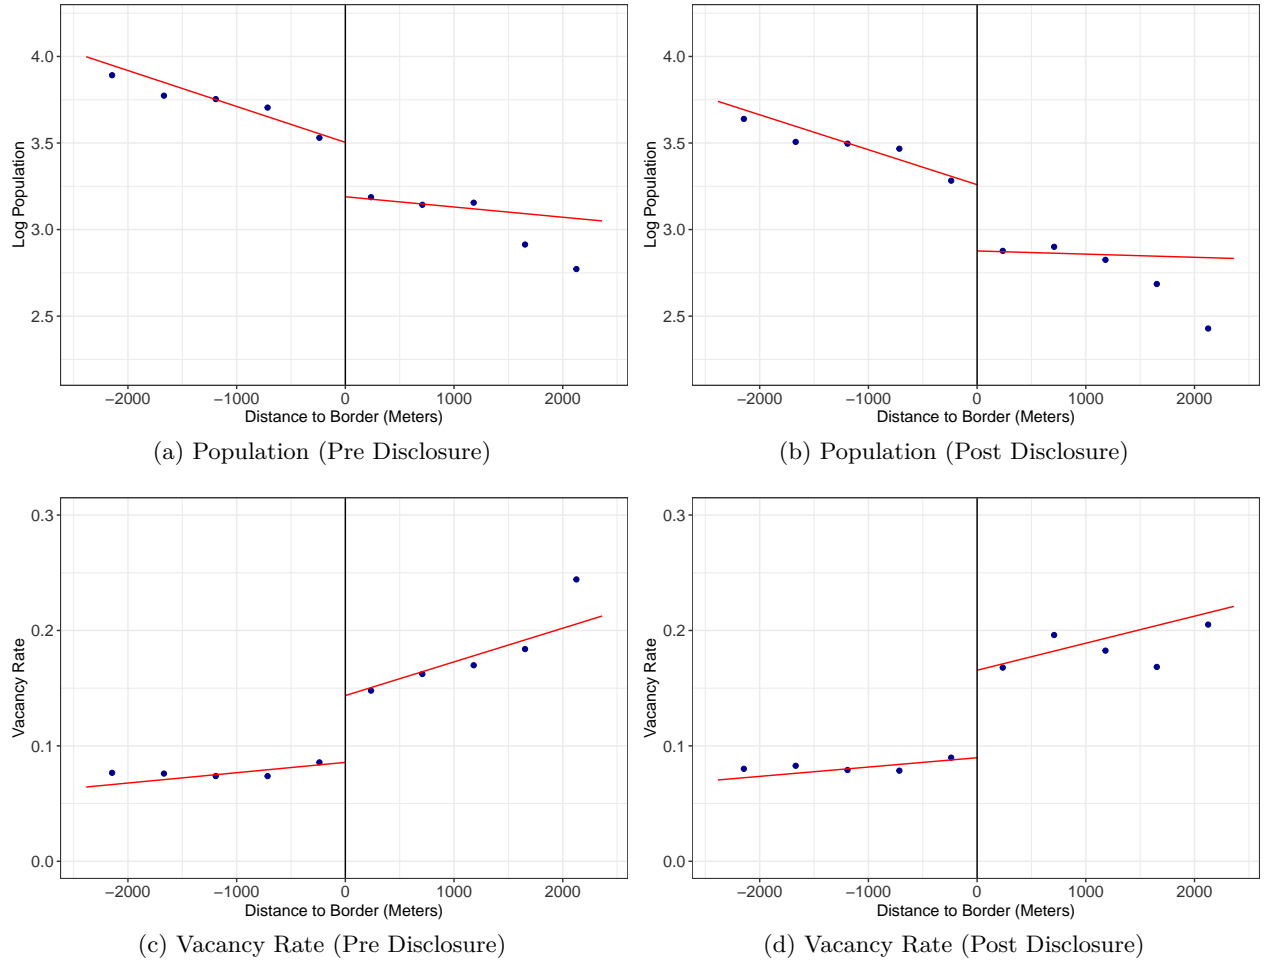 4.0
3.5
3.0
2.5
Log Population
−2000 −1000 0 1000 2000
Distance to Border (Meters)
(a) Population (Pre Disclosure)
4.0
3.5
3.0
2.5
Log Population
−2000 −1000 0 1000 2000
Distance to Border (Meters)
(b) Population (Post Disclosure)
0.3
0.2
0.1
0.0
Vacancy Rate
−2000 −1000 0 1000 2000
Distance to Border (Meters)
(c) Vacancy Rate (Pre Disclosure)
0.3
0.2
0.1
0.0
Vacancy Rate
−2000 −1000 0 1000 2000
Distance to Border (Meters)
(d) Vacancy Rate (Post Disclosure)